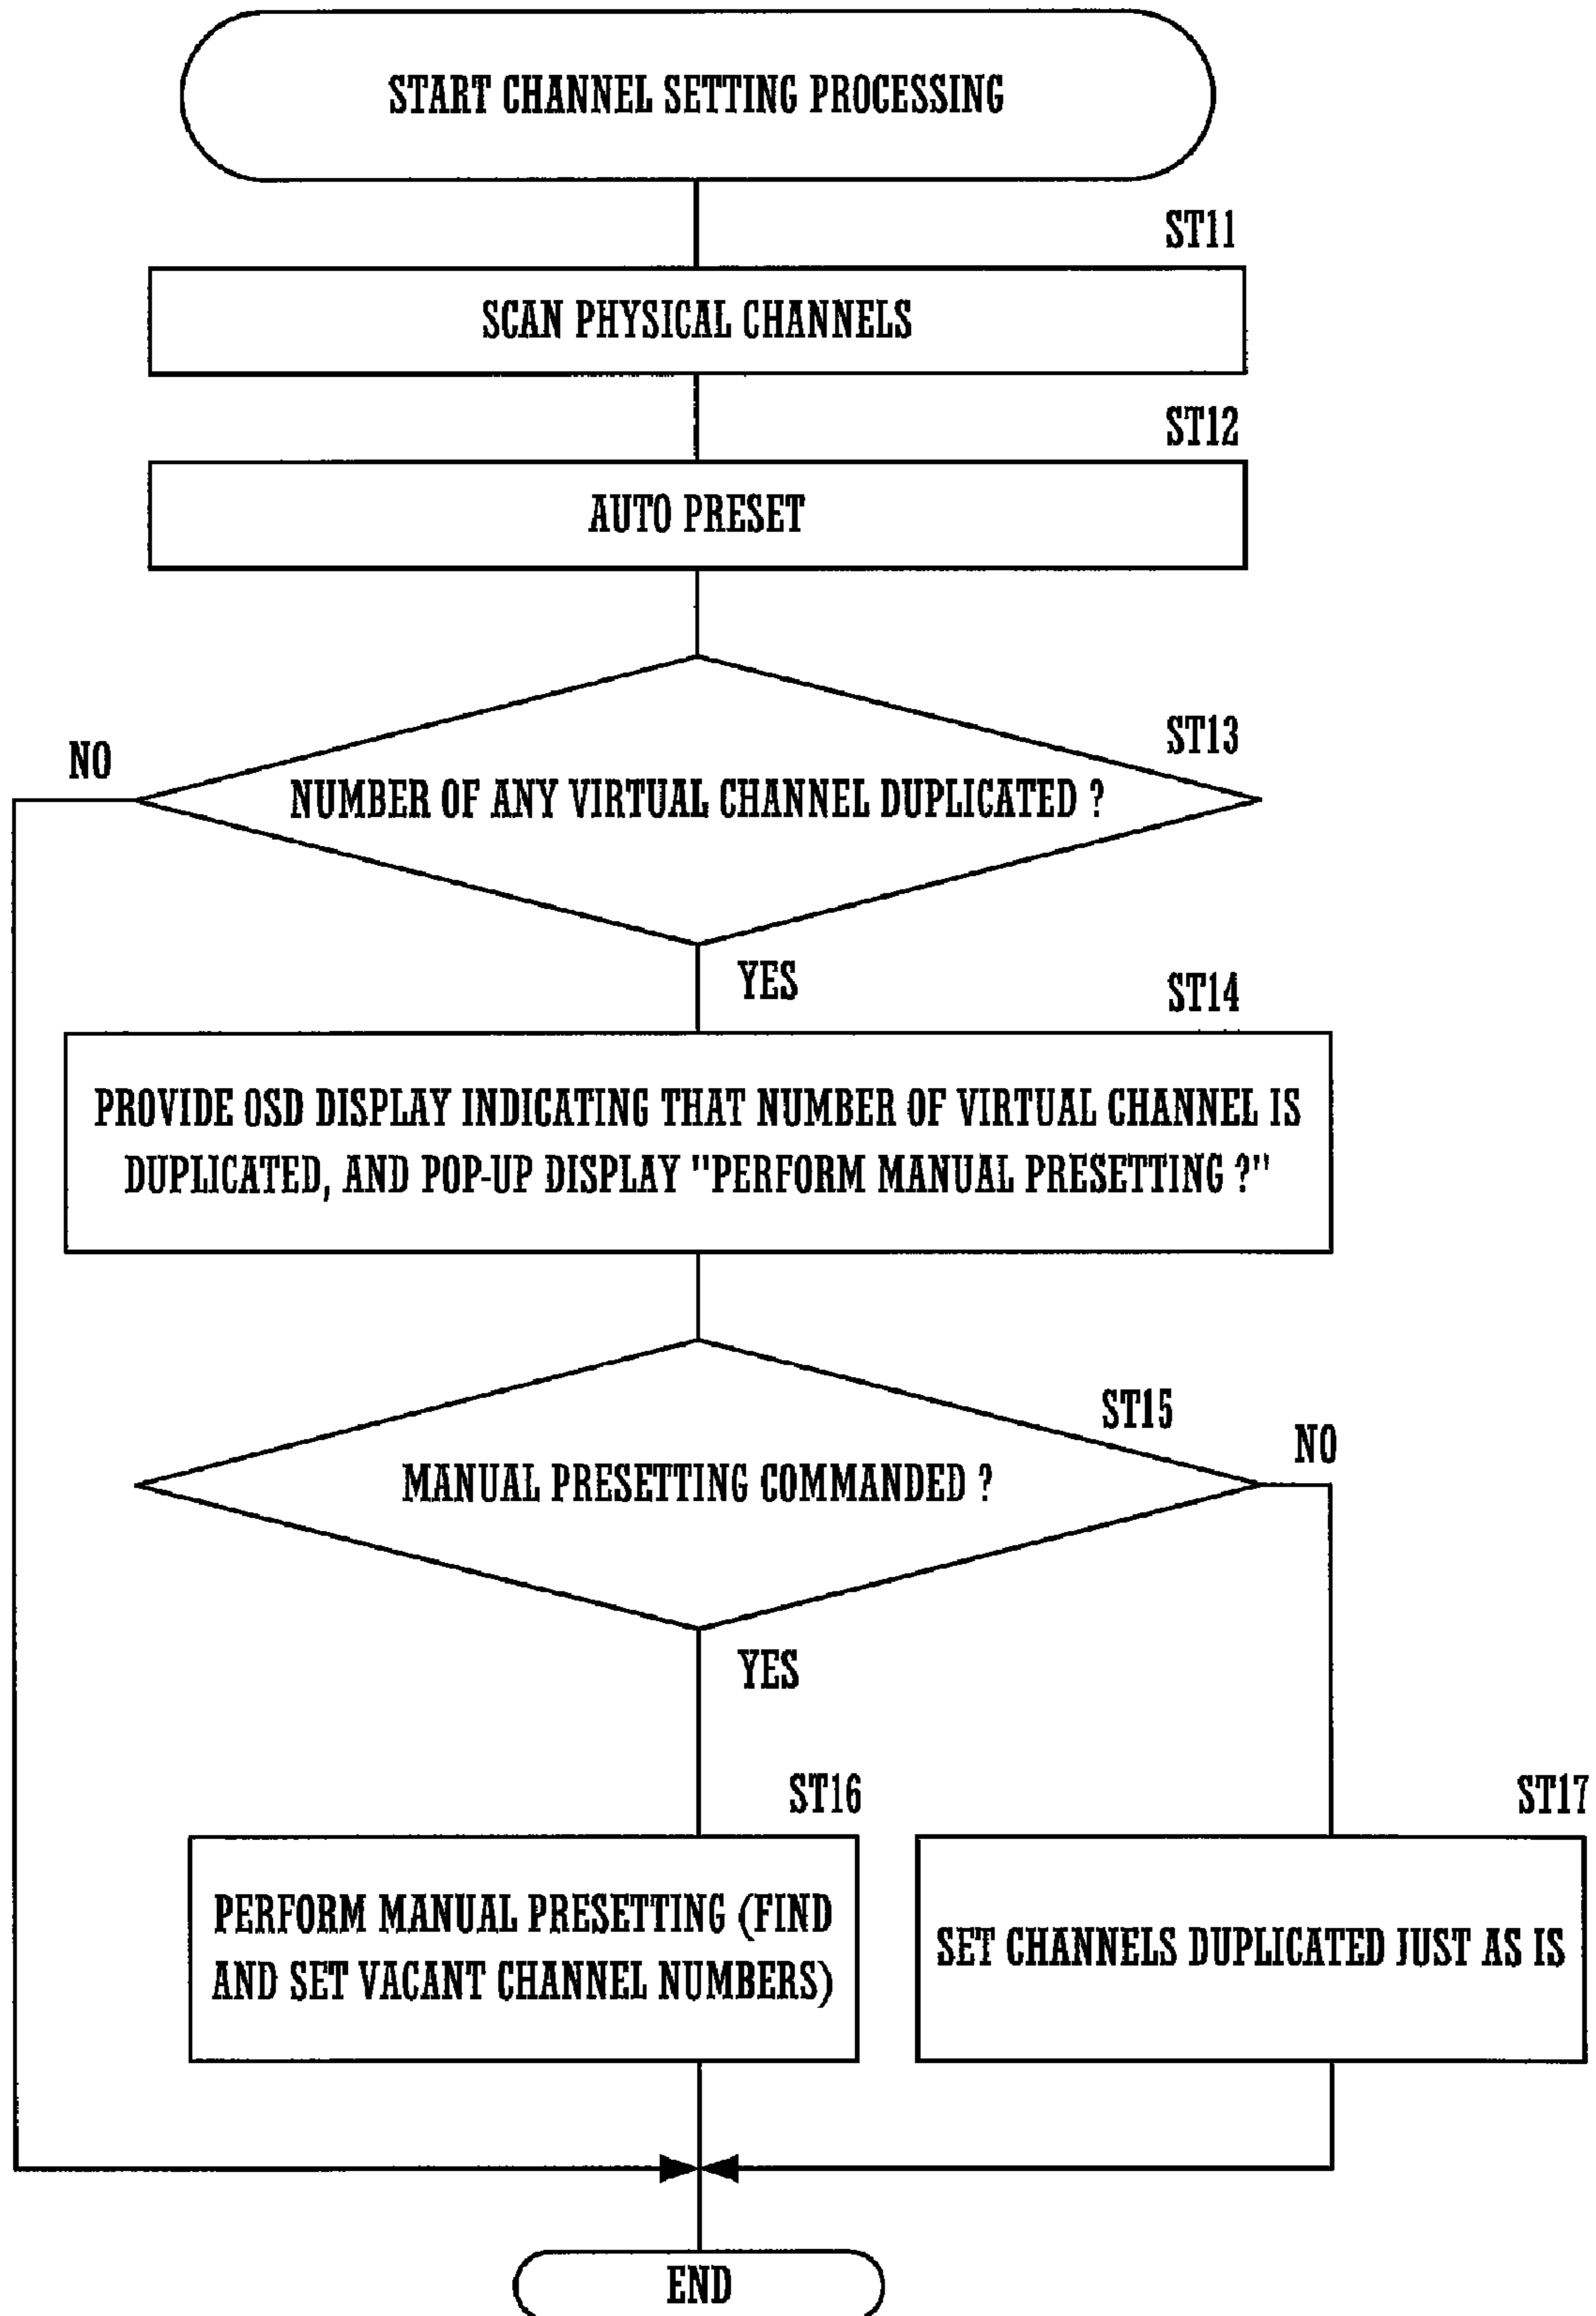 START CHANNEL SETTING PROCESSING
ST11
SCAN PHYSICAL CHANNELS
ST12
AUTO PRESET
ST13
NO
NUMBER OF ANY VIRTUAL CHANNEL DUPLICATED ?
YES
ST14
PROVIDE OSD DISPLAY INDICATING THAT NUMBER OF VIRTUAL CHANNEL IS
DUPLICATED, AND POP-UP DISPLAY "PERFORM MANUAL PRESETTING ?"
ST15
NO
MANUAL PRESETTING COMMANDED ?
YES
ST16
PERFORM MANUAL PRESETTING (FIND
AND SET VACANT CHANNEL NUMBERS)
ST17
SET CHANNELS DUPLICATED JUST AS IS
END